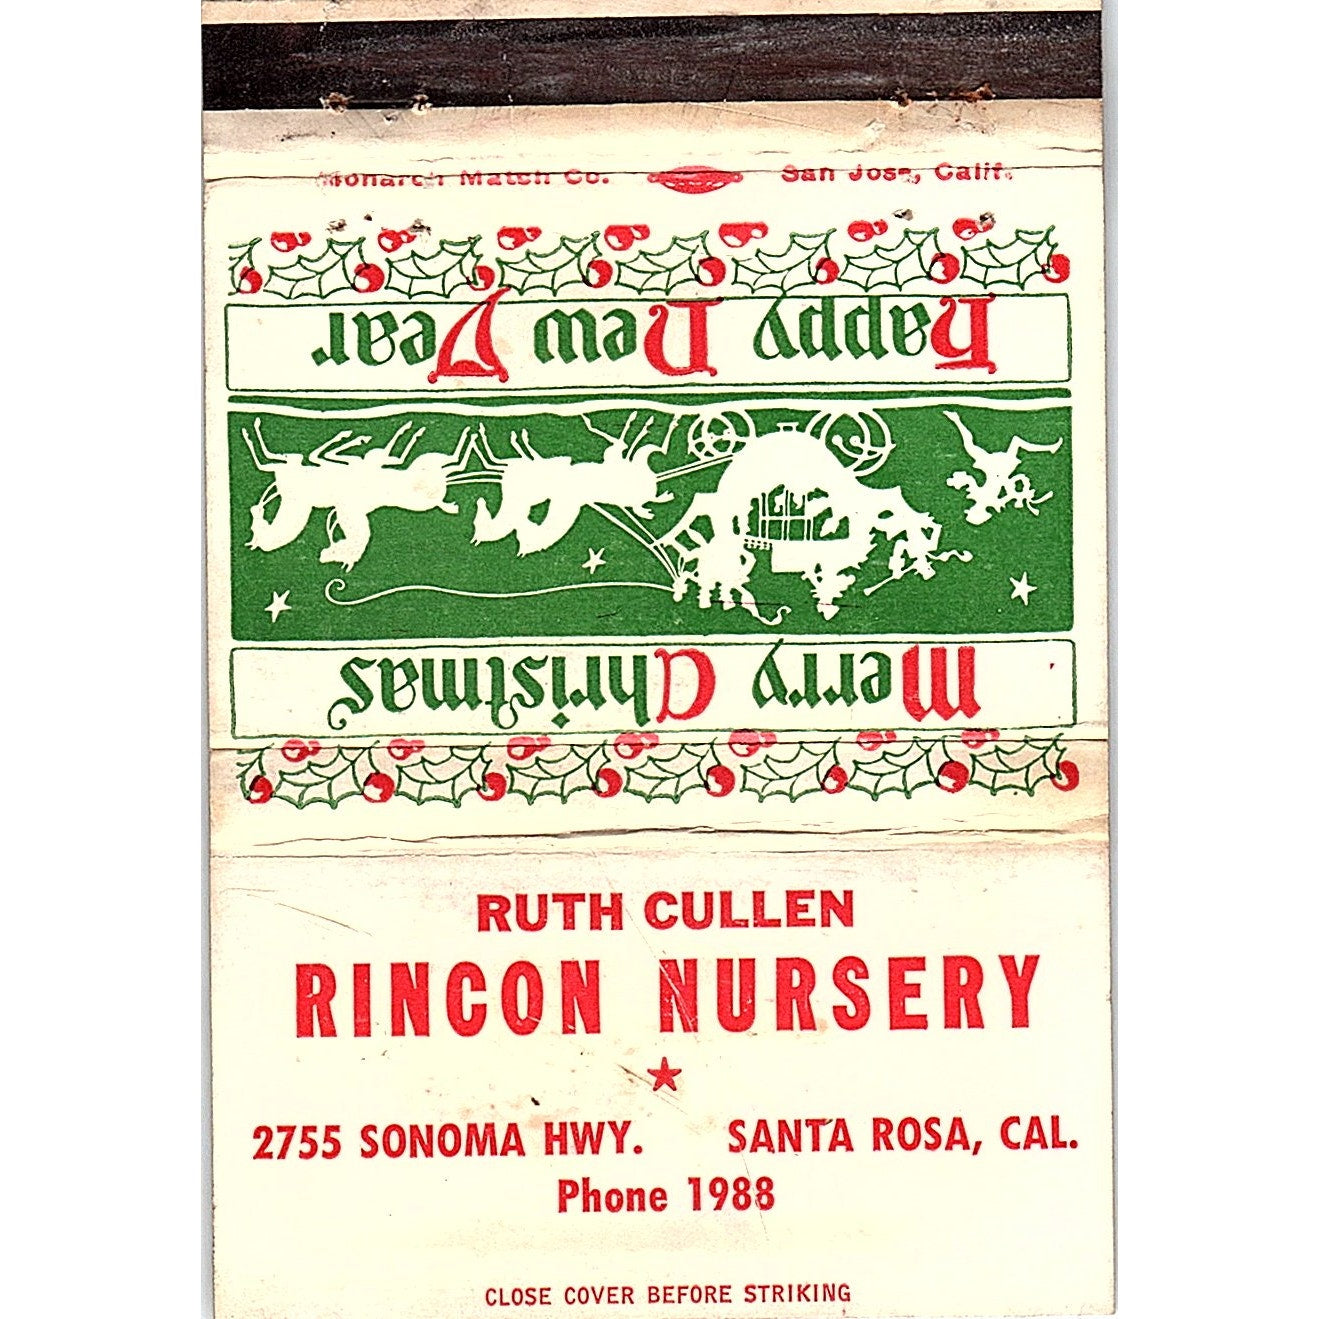 Monarch Match Co. San Jose, Calif.
Merry Christmas
Happy New Year
RUTH CULLEN
RINCON NURSERY
2755 SONOMA HWY. SANTA ROSA, CAL.
Phone 1988
CLOSE COVER BEFORE STRIKING